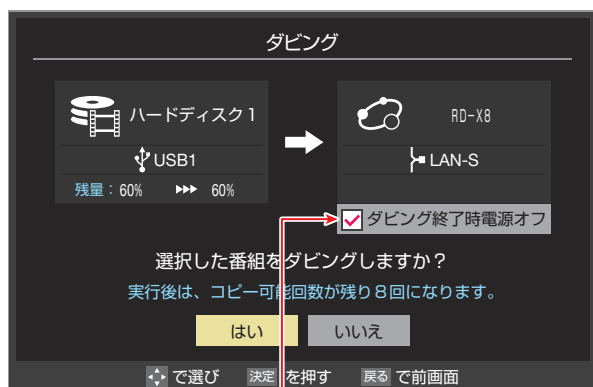 ダビング
ハードディスク1
RD-X8
USB1
LAN-S
残量：60% ▶▶▶ 60%
ダビング終了時電源オフ
選択した番組をダビングしますか？
実行後は、コピー可能回数が残り8回になります。
はい
いいえ
で選び 決定 を押す 戻る で前画面